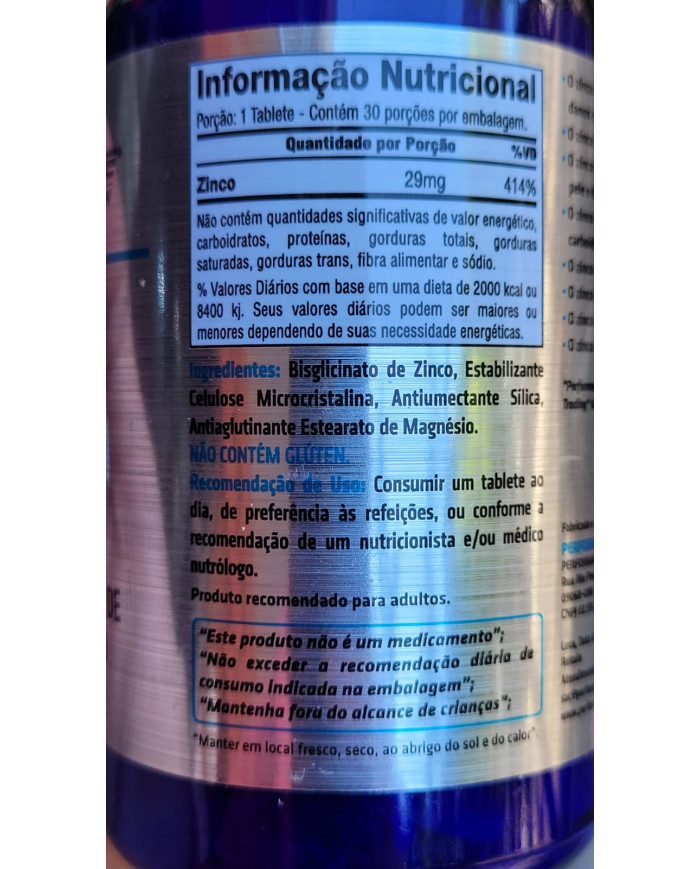 Informação Nutricional
Porção: 1 Tablete - Contém 30 porções por embalagem.
Quantidade por Porção %VD
Zinco 29mg 414%
Não contém quantidades significativas de valor energético,
carboidratos, proteínas, gorduras totais, gorduras
saturadas, gorduras trans, fibra alimentar e sódio.
% Valores Diários com base em uma dieta de 2000 kcal ou
8400 kj. Seus valores diários podem ser maiores ou
menores dependendo de suas necessidade energéticas.
Ingredientes: Bisglicinato de Zinco, Estabilizante
Celulose Microcristalina, Antiumectante Sílica,
Antiaglutinante Estearato de Magnésio.
NÃO CONTÉM GLÚTEN.
Recomendação de Uso: Consumir um tablete ao
dia, de preferência às refeições, ou conforme a
recomendação de um nutricionista e/ou médico
nutrólogo.
Produto recomendado para adultos.
"Este produto não é um medicamento";
"Não exceder a recomendação diária de
consumo indicada na embalagem";
"Mantenha fora do alcance de crianças";
"Manter em local fresco, seco, ao abrigo do sol e do calor".
DE